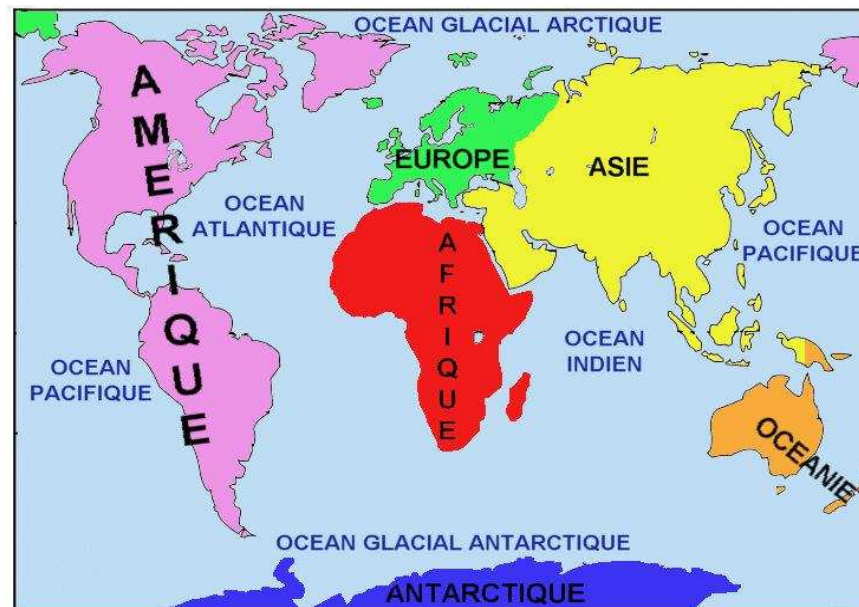 OCEAN GLACIAL ARCTIQUE
AMERIQUE
EUROPE
ASIE
OCEAN
ATLANTIQUE
AFRIQUE
OCEAN
PACIFIQUE
OCEAN
INDIEN
OCEAN
PACIFIQUE
OCEANIE
OCEAN GLACIAL ANTARCTIQUE
ANTARCTIQUE